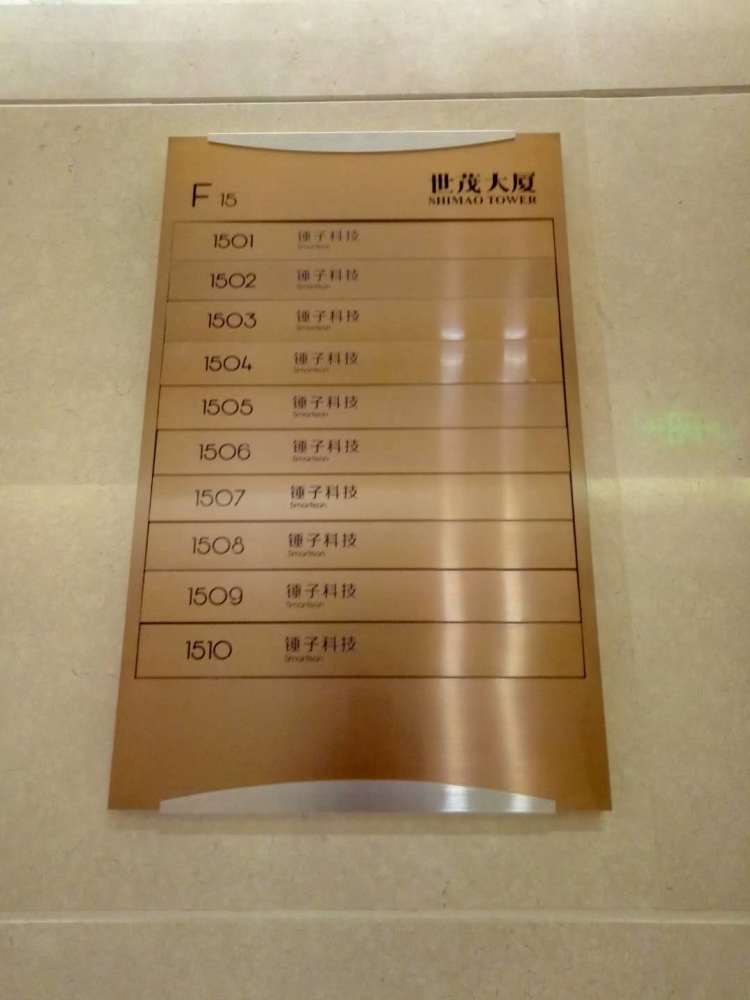 F 15
世茂大厦
SHIMAO TOWER
1501 锤子科技
Smartisan
1502 锤子科技
Smartisan
1503 锤子科技
Smartisan
1504 锤子科技
Smartisan
1505 锤子科技
Smartisan
1506 锤子科技
Smartisan
1507 锤子科技
Smartisan
1508 锤子科技
Smartisan
1509 锤子科技
Smartisan
1510 锤子科技
Smartisan